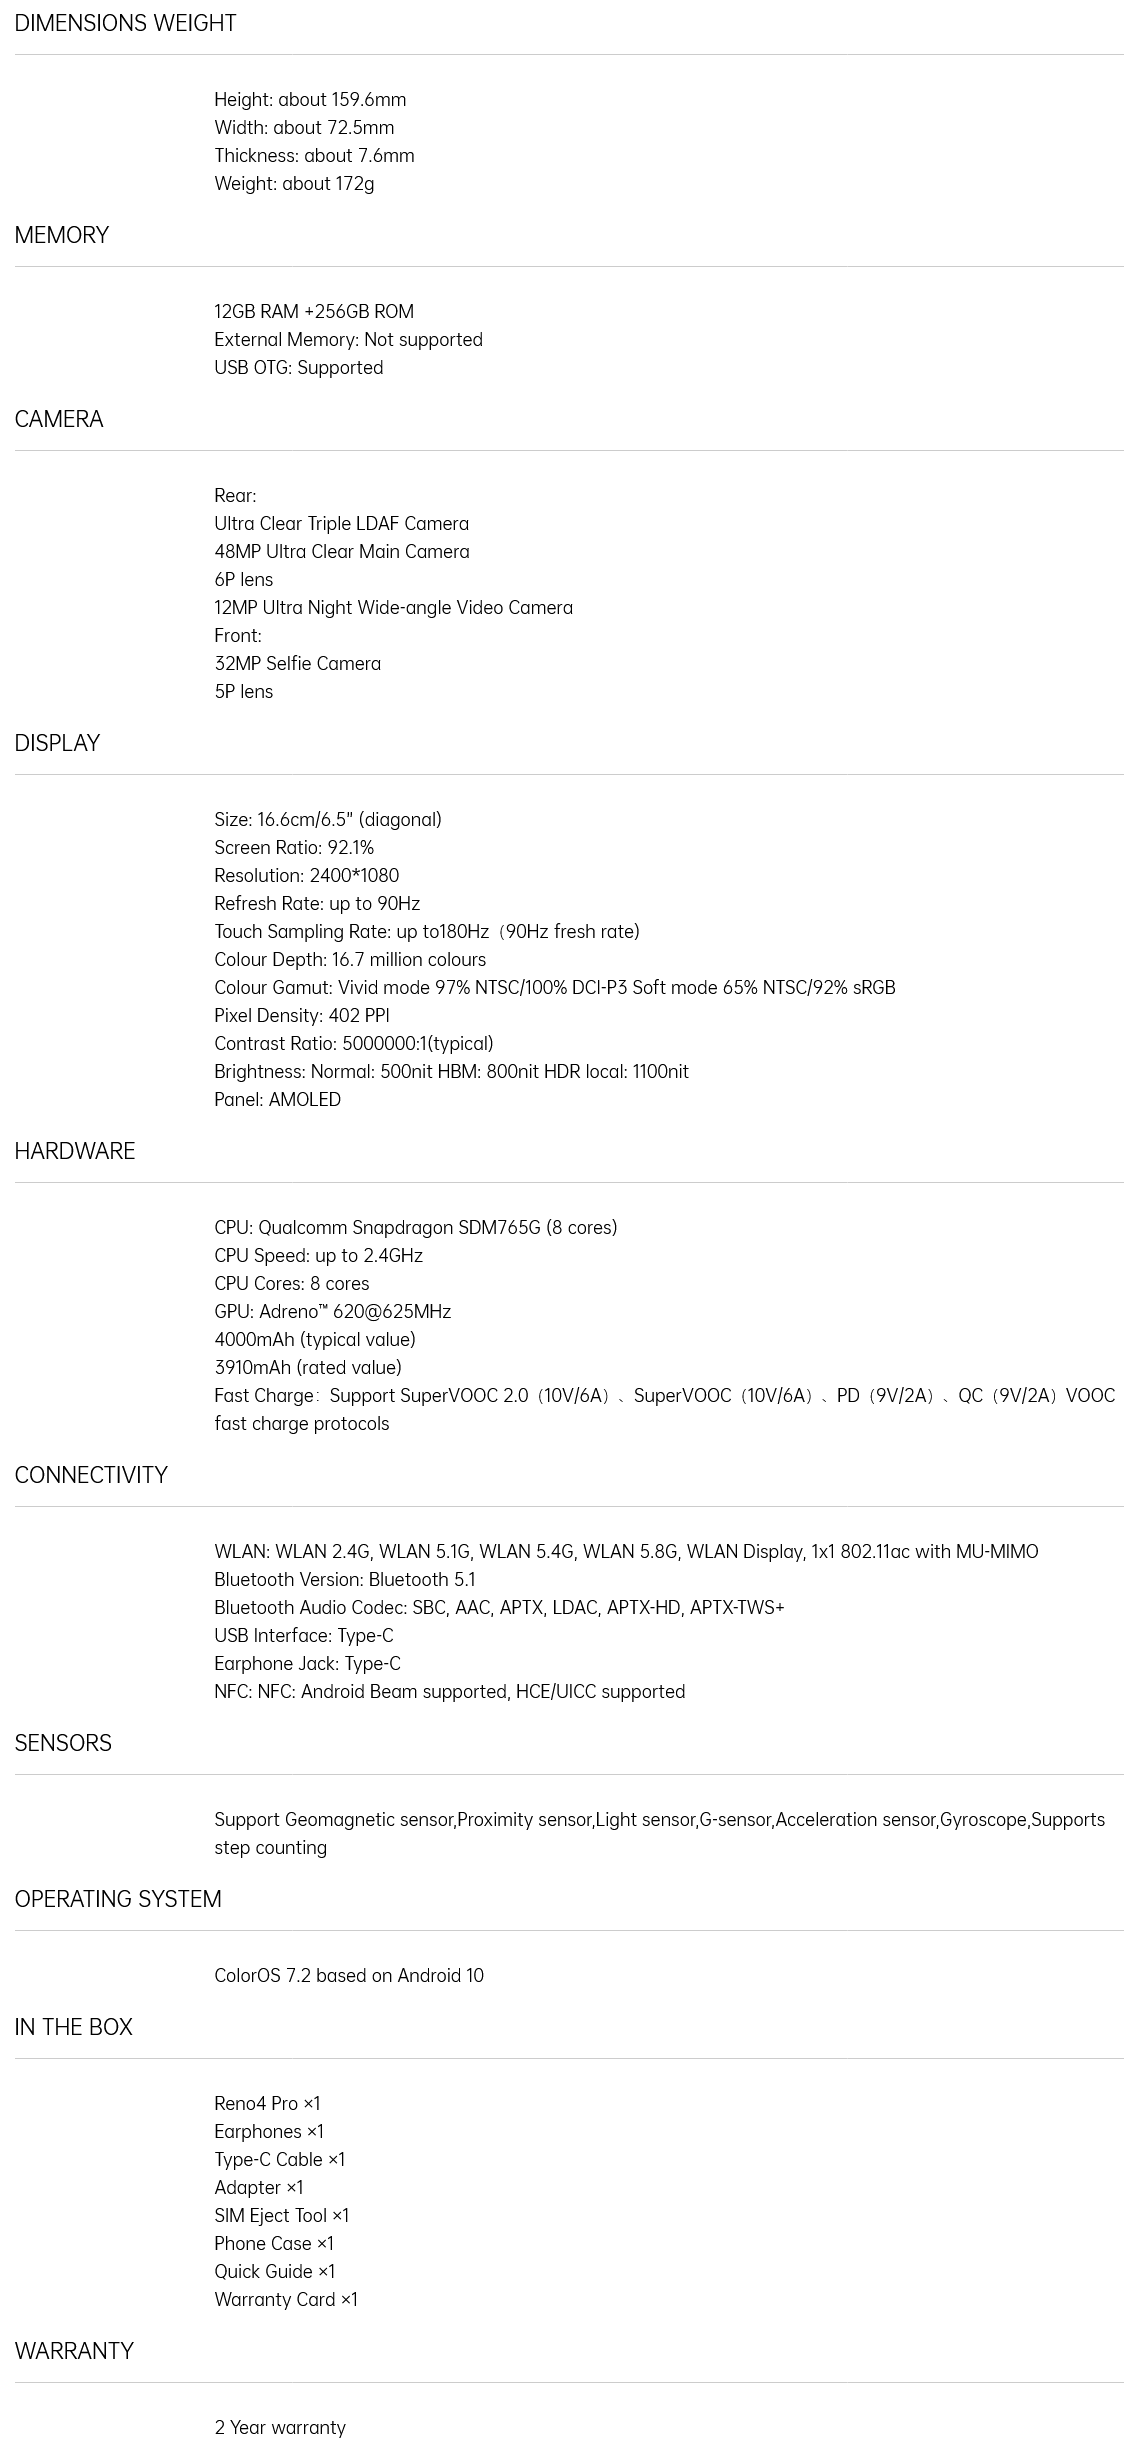 DIMENSIONS WEIGHT
Height: about 159.6mm
Width: about 72.5mm
Thickness: about 7.6mm
Weight: about 172g
MEMORY
12GB RAM +256GB ROM
External Memory: Not supported
USB OTG: Supported
CAMERA
Rear:
Ultra Clear Triple LDAF Camera
48MP Ultra Clear Main Camera
6P lens
12MP Ultra Night Wide-angle Video Camera
Front:
32MP Selfie Camera
5P lens
DISPLAY
Size: 16.6cm/6.5" (diagonal)
Screen Ratio: 92.1%
Resolution: 2400*1080
Refresh Rate: up to 90Hz
Touch Sampling Rate: up to180Hz（90Hz fresh rate)
Colour Depth: 16.7 million colours
Colour Gamut: Vivid mode 97% NTSC/100% DCI-P3 Soft mode 65% NTSC/92% sRGB
Pixel Density: 402 PPI
Contrast Ratio: 5000000:1(typical)
Brightness: Normal: 500nit HBM: 800nit HDR local: 1100nit
Panel: AMOLED
HARDWARE
CPU: Qualcomm Snapdragon SDM765G (8 cores)
CPU Speed: up to 2.4GHz
CPU Cores: 8 cores
GPU: Adreno™ 620@625MHz
4000mAh (typical value)
3910mAh (rated value)
Fast Charge：Support SuperVOOC 2.0（10V/6A）、SuperVOOC（10V/6A）、PD（9V/2A）、QC（9V/2A）VOOC
fast charge protocols
CONNECTIVITY
WLAN: WLAN 2.4G, WLAN 5.1G, WLAN 5.4G, WLAN 5.8G, WLAN Display, 1x1 802.11ac with MU-MIMO
Bluetooth Version: Bluetooth 5.1
Bluetooth Audio Codec: SBC, AAC, APTX, LDAC, APTX-HD, APTX-TWS+
USB Interface: Type-C
Earphone Jack: Type-C
NFC: NFC: Android Beam supported, HCE/UICC supported
SENSORS
Support Geomagnetic sensor,Proximity sensor,Light sensor,G-sensor,Acceleration sensor,Gyroscope,Supports
step counting
OPERATING SYSTEM
ColorOS 7.2 based on Android 10
IN THE BOX
Reno4 Pro ×1
Earphones ×1
Type-C Cable ×1
Adapter ×1
SIM Eject Tool ×1
Phone Case ×1
Quick Guide ×1
Warranty Card ×1
WARRANTY
2 Year warranty